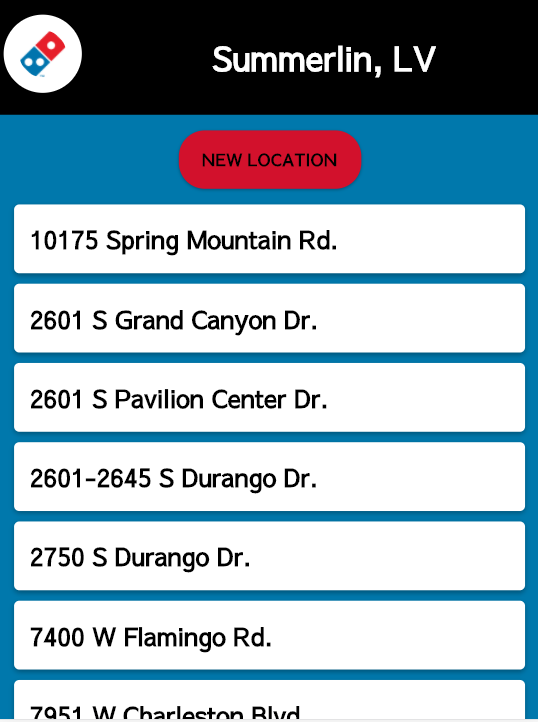 Summerlin, LV
NEW LOCATION
10175 Spring Mountain Rd.
2601 S Grand Canyon Dr.
2601 S Pavilion Center Dr.
2601-2645 S Durango Dr.
2750 S Durango Dr.
7400 W Flamingo Rd.
7951 W Charleston Blvd